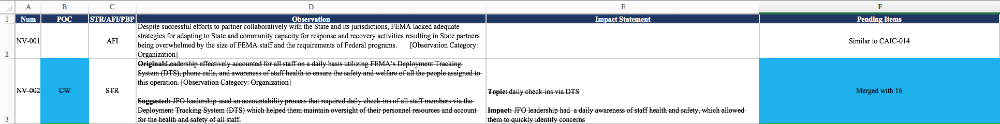 A B C D E F
1 Num POC STR/AFI/PBP Observation Impact Statement Pending Items
Despite successful efforts to partner collaboratively with the State and its jurisdictions, FEMA lacked adequate
strategies for adapting to State and community capacity for response and recovery activities resulting in State partners
being overwhelmed by the size of FEMA staff and the requirements of Federal programs. [Observation Category:
Organization]
2 NV-001 AFI Similar to CAIC-014
Original:Leadership effectively accounted for all staff on a daily basis utilizing FEMA's Deployment Tracking
System (DTS), phone calls, and awareness of staff health to ensure the safety and welfare of all the people assigned to
this operation. [Observation Category: Organization]
3 NV-002 CW STR Merged with 16
Suggested: JFO leadership used an accountability process that required daily check-ins of all staff members via the
Deployment Tracking System (DTS) which helped them maintain oversight of their personnel resources and account
for the health and safety of all staff.
Topic: daily check-ins via DTS
Impact: JFO leadership had a daily awareness of staff health and safety, which allowed
them to quickly identify concerns